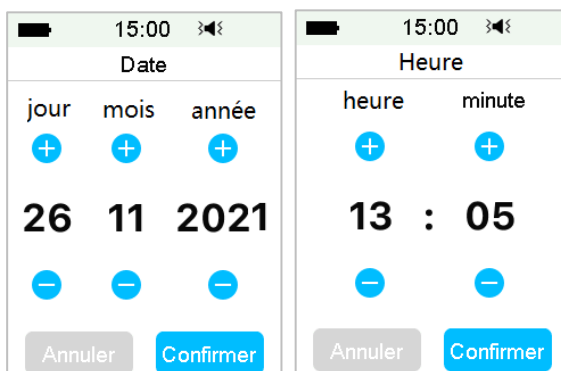 15:00
Date
jour mois année
26 11 2021
Annuler Confirmer
15:00
Heure
heure minute
13 : 05
Annuler Confirmer